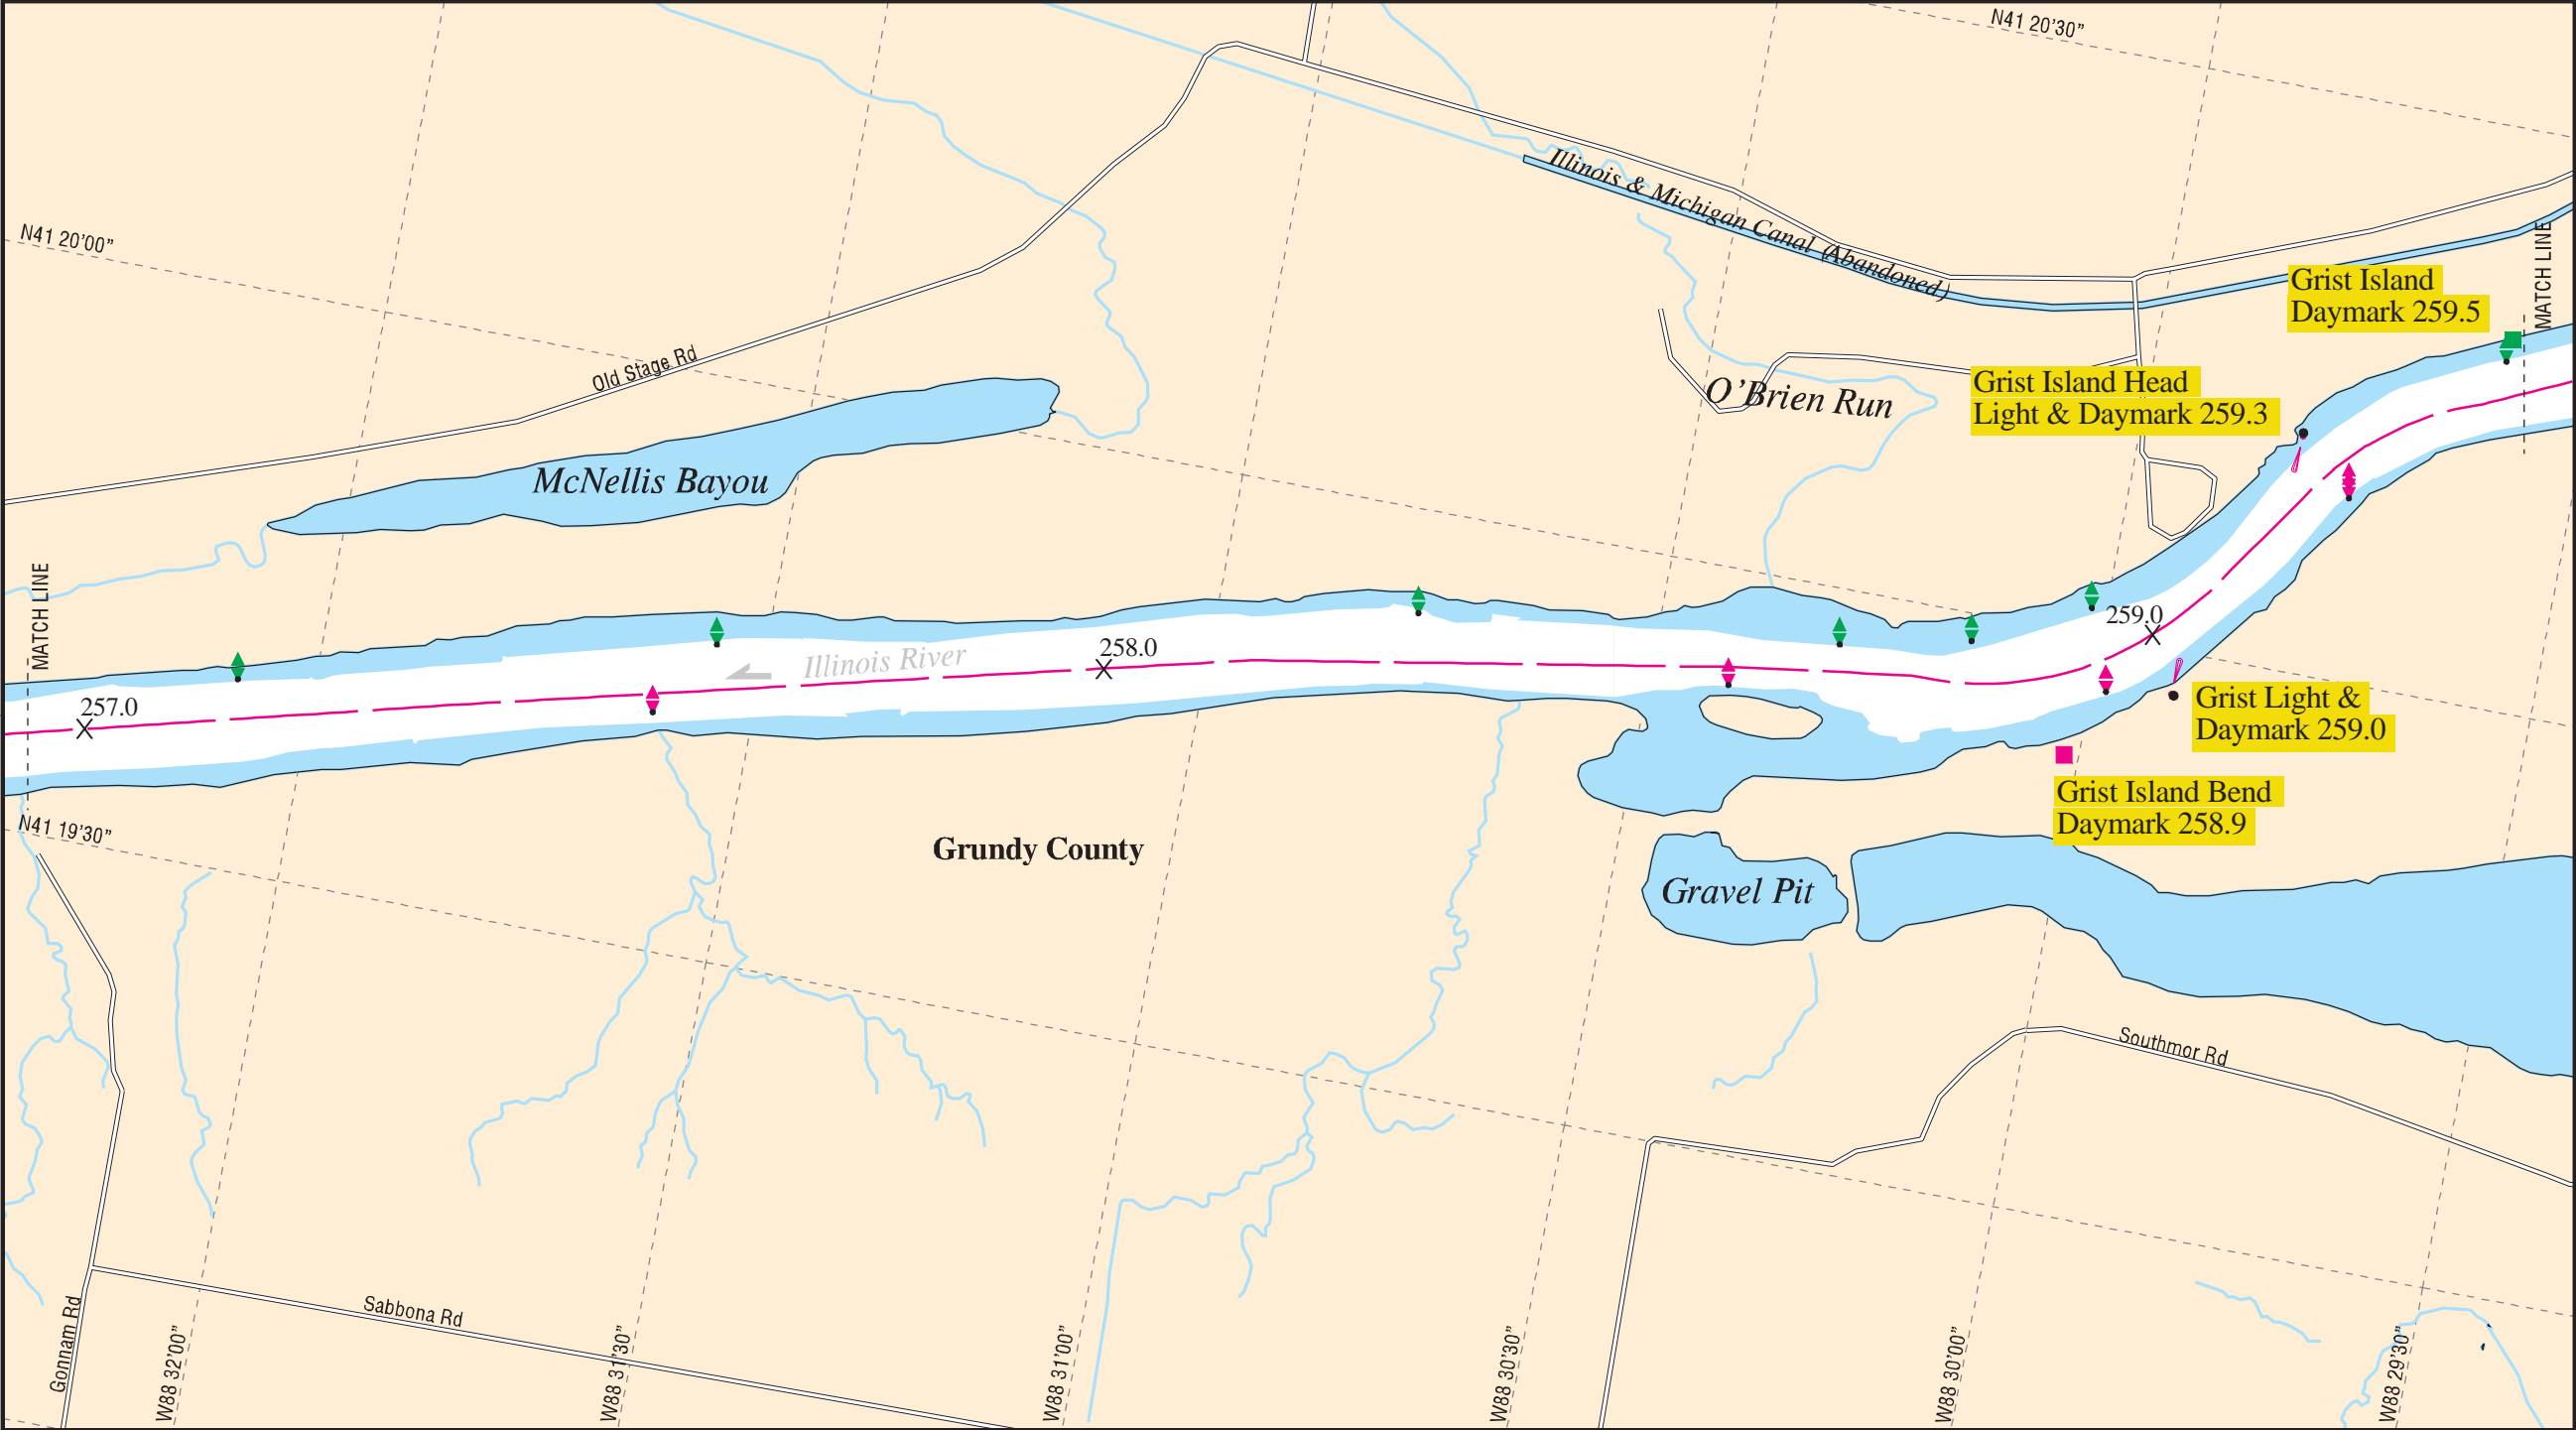 N41 20'30”
Illinois & Michigan Canal (Abandoned)
N41 20'00”
MATCH LINE
Grist Island
Daymark 259.5
Old Stage Rd
Grist Island Head
Light & Daymark 259.3
O’Brien Run
McNellis Bayou
MATCH LINE
259.0
258.0
Illinois River
257.0
Grist Light &
Daymark 259.0
Grist Island Bend
Daymark 258.9
N41 19'30”
Grundy County
Gravel Pit
Southmor Rd
Sabbona Rd
Gonnam Rd
W88 32'00”
W88 31'30”
W88 31'00”
W88 30'30”
W88 30'00”
W88 29'30”